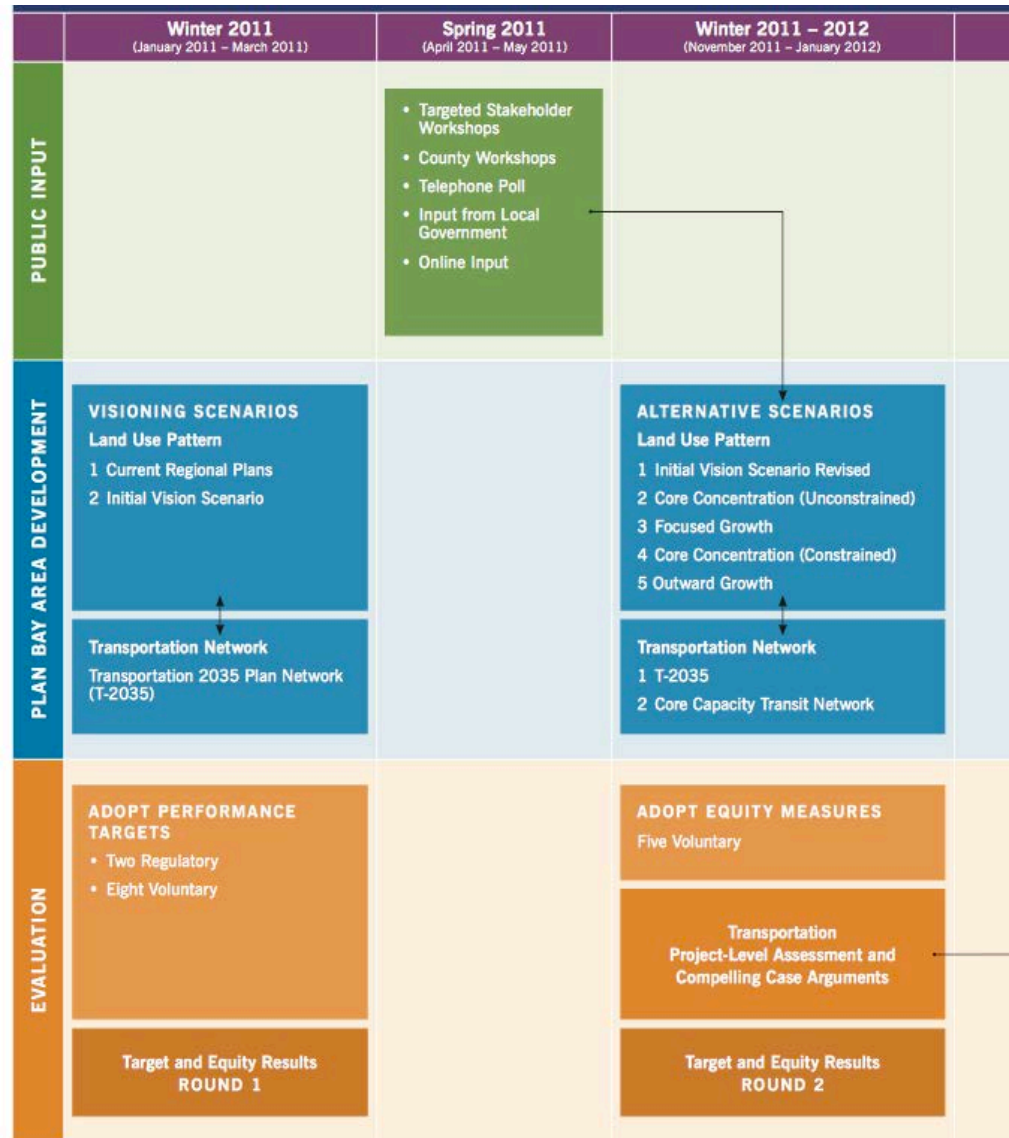 Winter 2011
(January 2011 – March 2011)
Spring 2011
(April 2011 – May 2011)
Winter 2011 – 2012
(November 2011 – January 2012)
PUBLIC INPUT
• Targeted Stakeholder
Workshops
• County Workshops
• Telephone Poll
• Input from Local
Government
• Online Input
PLAN BAY AREA DEVELOPMENT
VISIONING SCENARIOS
Land Use Pattern
1 Current Regional Plans
2 Initial Vision Scenario
Transportation Network
Transportation 2035 Plan Network
(T-2035)
ALTERNATIVE SCENARIOS
Land Use Pattern
1 Initial Vision Scenario Revised
2 Core Concentration (Unconstrained)
3 Focused Growth
4 Core Concentration (Constrained)
5 Outward Growth
Transportation Network
1 T-2035
2 Core Capacity Transit Network
EVALUATION
ADOPT PERFORMANCE
TARGETS
• Two Regulatory
• Eight Voluntary
Target and Equity Results
ROUND 1
ADOPT EQUITY MEASURES
Five Voluntary
Transportation
Project-Level Assessment and
Compelling Case Arguments
Target and Equity Results
ROUND 2